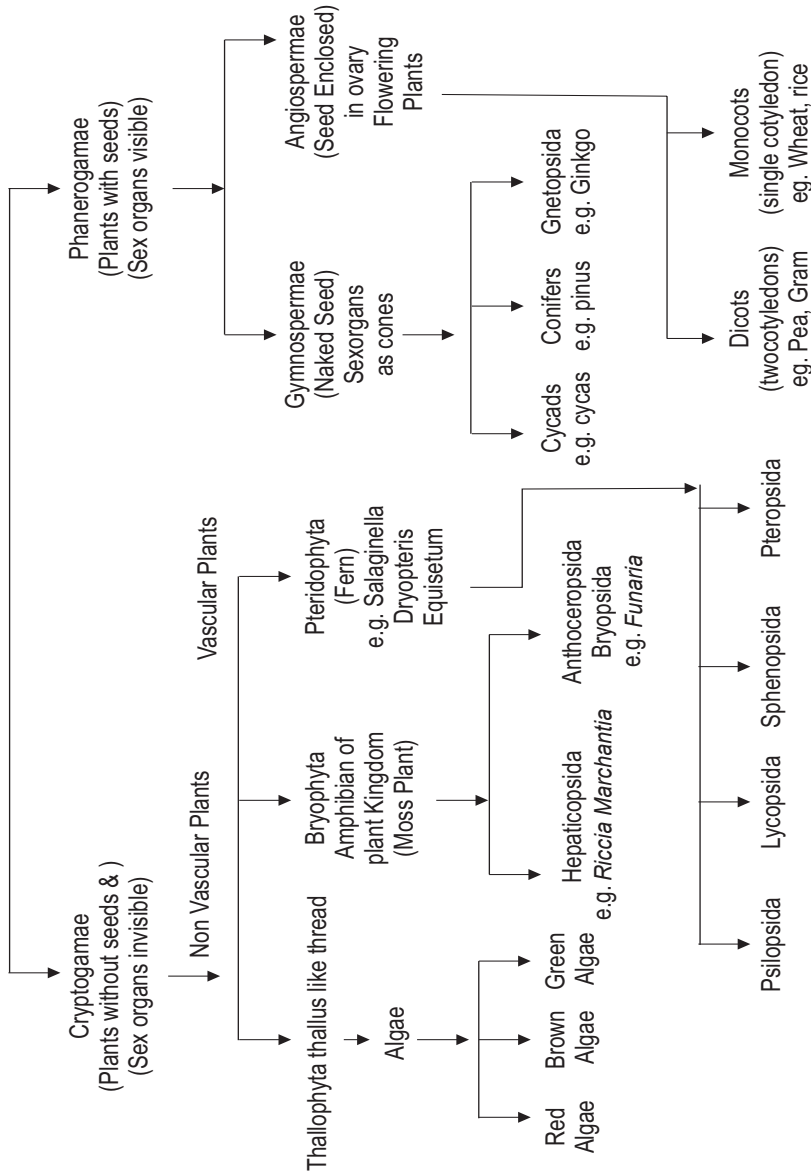 Cryptogamae
(Plants without seeds & )
(Sex organs invisible)
Phanerogamae
(Plants with seeds)
(Sex organs visible)
Non Vascular Plants
Vascular Plants
Thallophyta thallus like thread
Algae
Red
Algae
Brown
Algae
Green
Algae
Bryophyta
Amphibian of
plant Kingdom
(Moss Plant)
Hepaticopsida
e.g. Riccia Marchantia
Anthoceropsida
Bryopsida
e.g. Funaria
Pteridophyta
(Fern)
e.g. Salaginella
Dryopteris
Equisetum
Psilopsida
Lycopsida
Sphenopsida
Pteropsida
Gymnospermae
(Naked Seed)
Sexorgans
as cones
Cycads
e.g. cycas
Conifers
e.g. pinus
Gnetopsida
e.g. Ginkgo
Angiospermae
(Seed Enclosed)
in ovary
Flowering
Plants
Dicots
(twocotyledons)
eg. Pea, Gram
Monocots
(single cotyledon)
eg. Wheat, rice